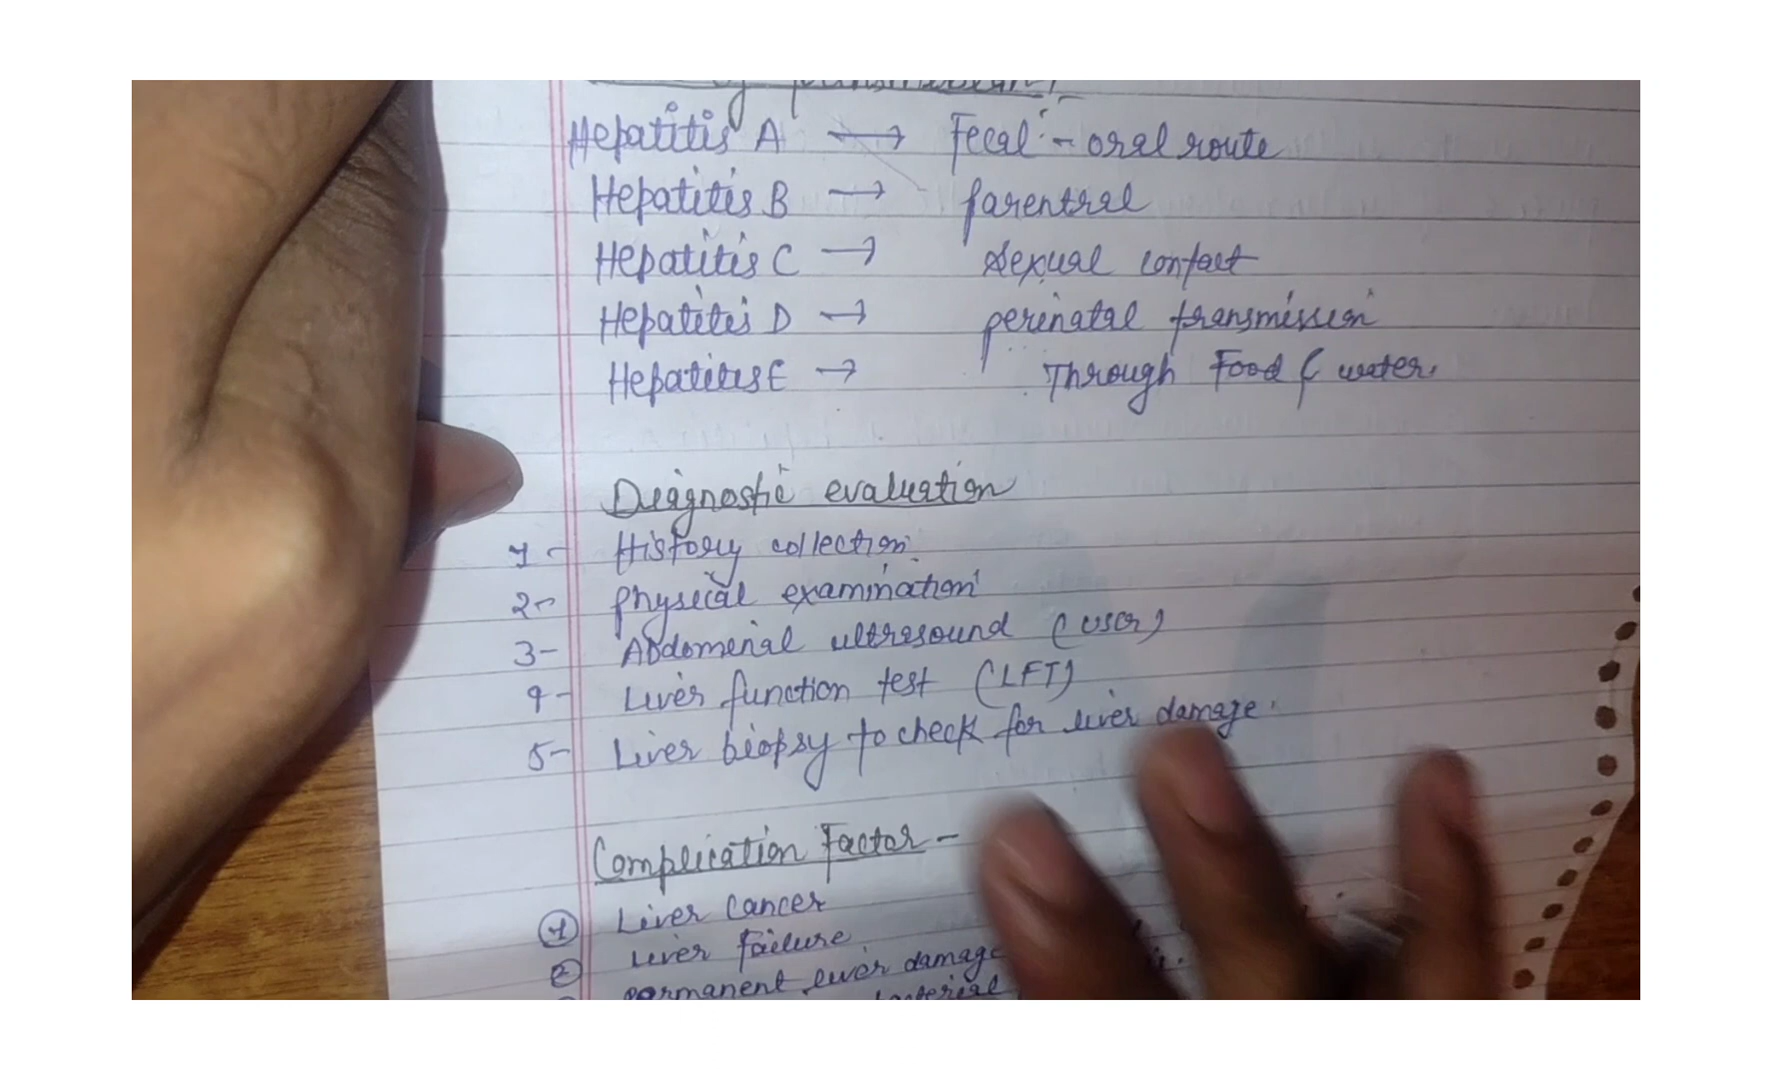 Hepatitis A → Fecal - oral route
Hepatitis B → parentral
Hepatitis C → sexual contact
Hepatitis D → perinatal transmission
Hepatitis E → Through Food & water.
Diagnostic evaluation
1- History collection
2- physical examination
3- Abdomenal ultrasound (USG)
4- Liver function test (LFT)
5- Liver biopsy to check for liver damage.
Complication Factor -
① Liver Cancer
② Liver failure
permanent liver damage
bacterial